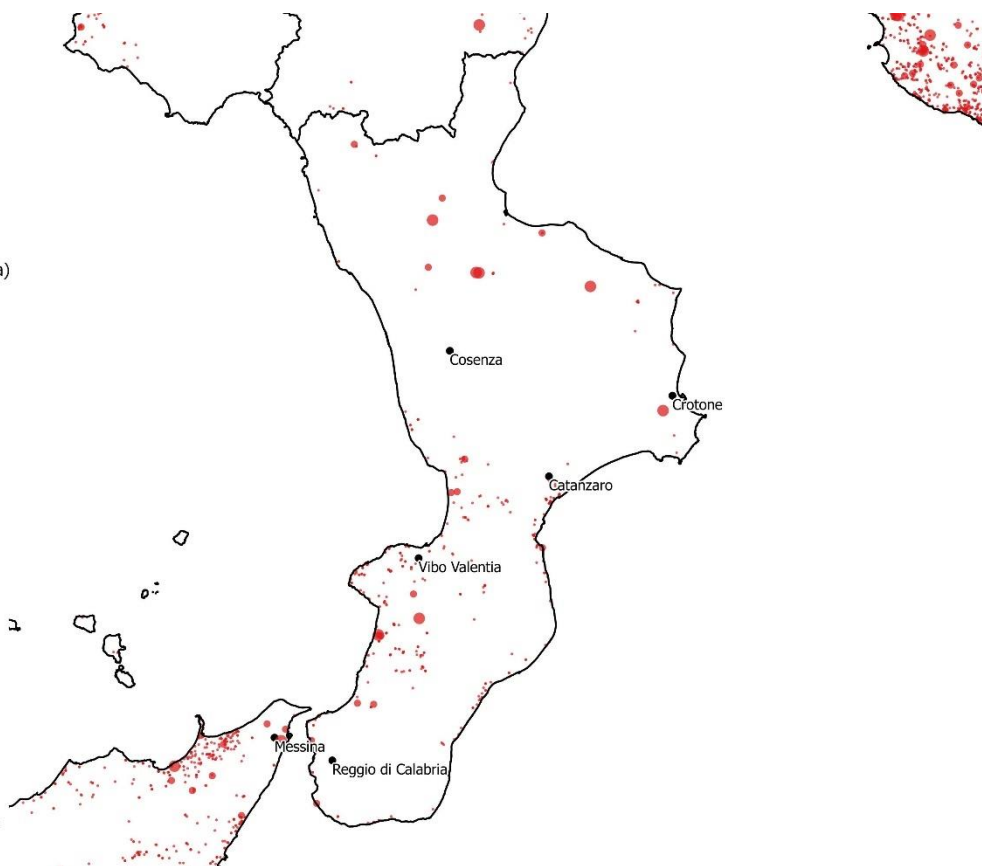 a)
Cosenza
Crotone
Catanzaro
Vibo Valentia
Messina
Reggio di Calabria